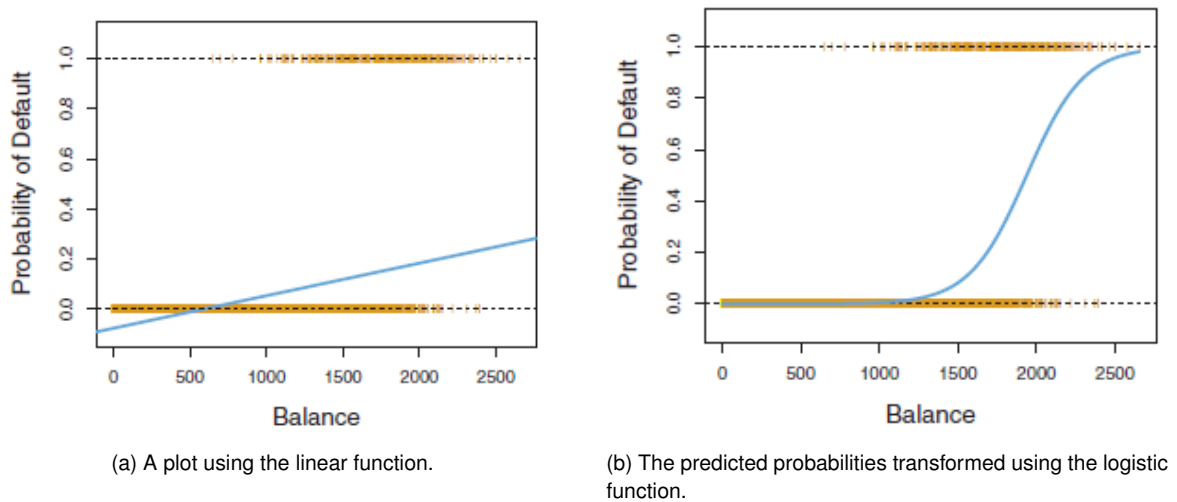 Probability of Default
1.0
0.8
0.6
0.4
0.2
0.0
0 500 1000 1500 2000 2500
Balance
(a) A plot using the linear function.
Probability of Default
1.0
0.8
0.6
0.4
0.2
0.0
0 500 1000 1500 2000 2500
Balance
(b) The predicted probabilities transformed using the logistic
function.